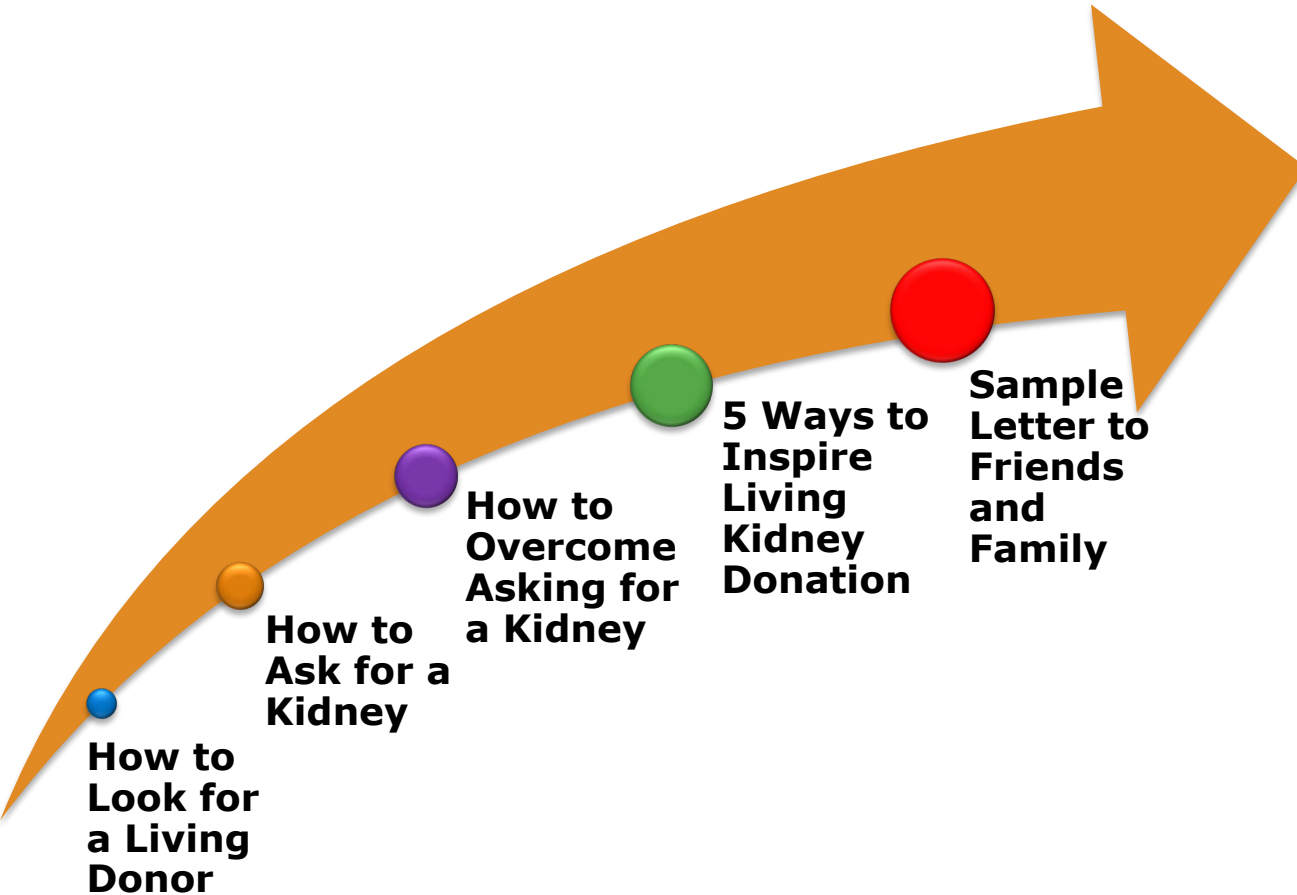 How to
Look for
a Living
Donor
How to
Ask for a
Kidney
How to
Overcome
Asking for
a Kidney
5 Ways to
Inspire
Living
Kidney
Donation
Sample
Letter to
Friends
and
Family